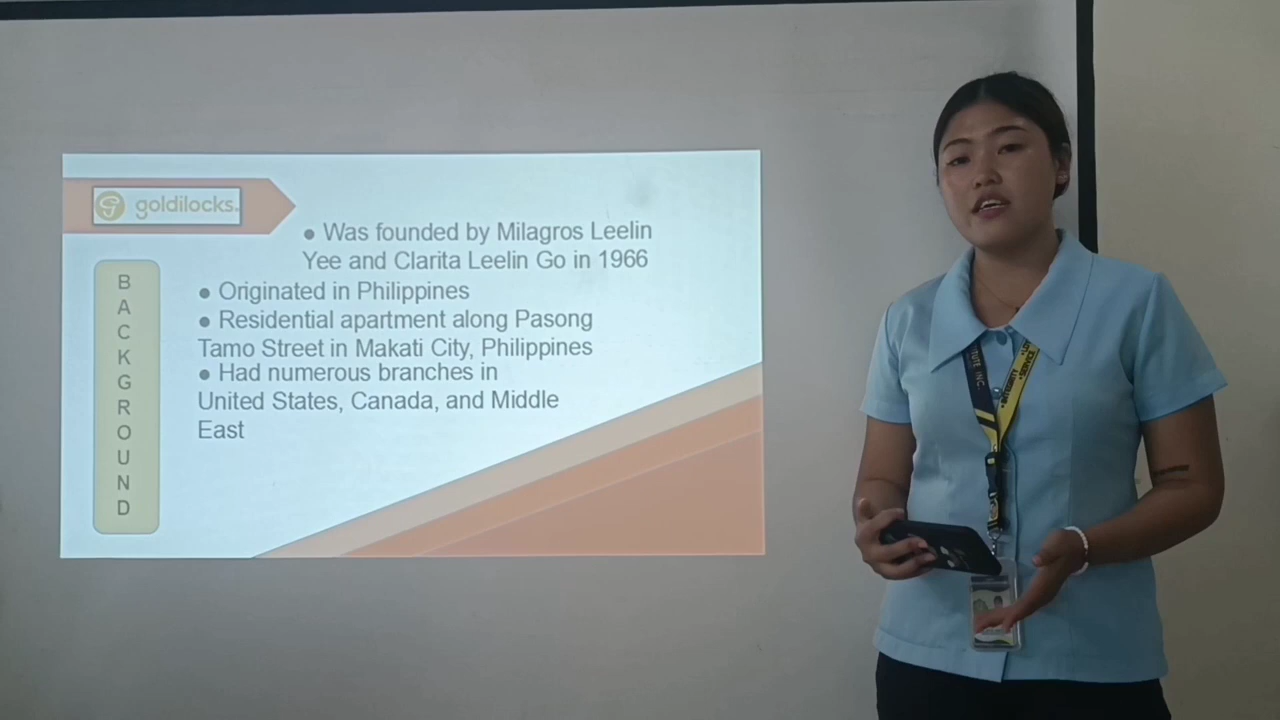 goldilocks.
● Was founded by Milagros Leelin
Yee and Clarita Leelin Go in 1966
● Originated in Philippines
● Residential apartment along Pasong
Tamo Street in Makati City, Philippines
● Had numerous branches in
United States, Canada, and Middle
East
B
A
C
K
G
R
O
U
N
D
INC.